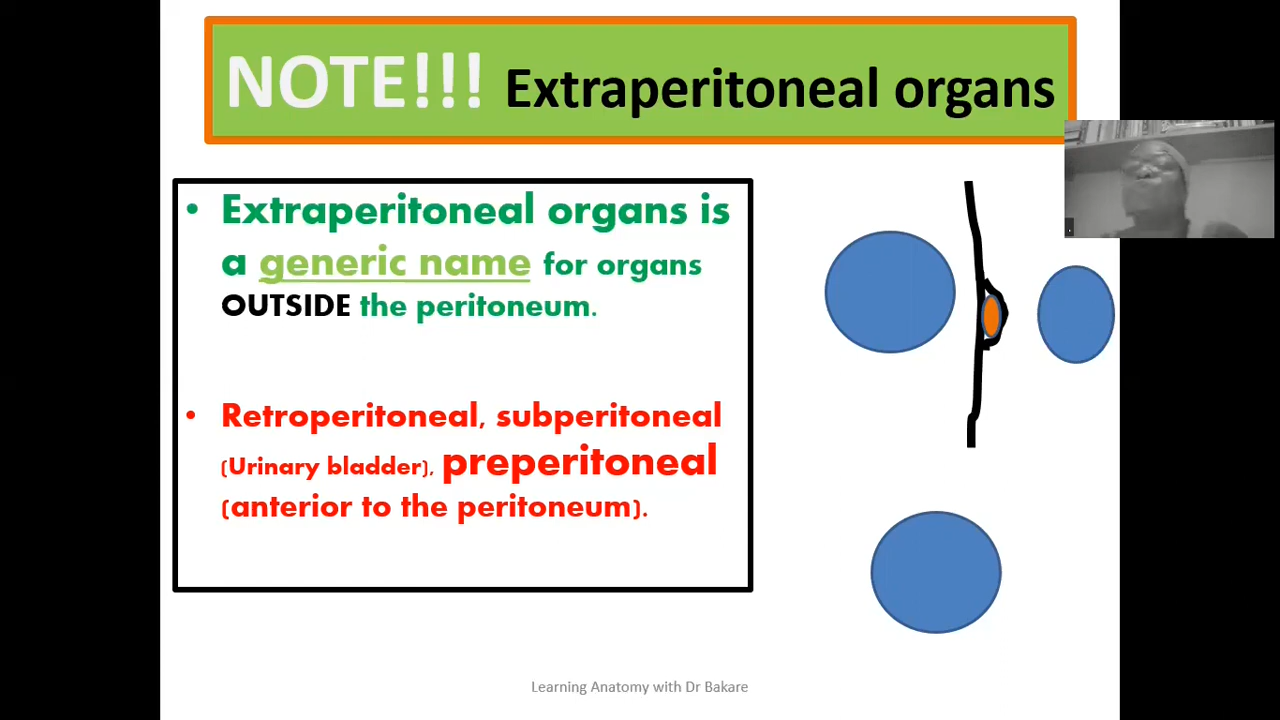 NOTE!!! Extraperitoneal organs
• Extraperitoneal organs is
a generic name for organs
OUTSIDE the peritoneum.
• Retroperitoneal, subperitoneal
(Urinary bladder), preperitoneal
(anterior to the peritoneum).
Learning Anatomy with Dr Bakare